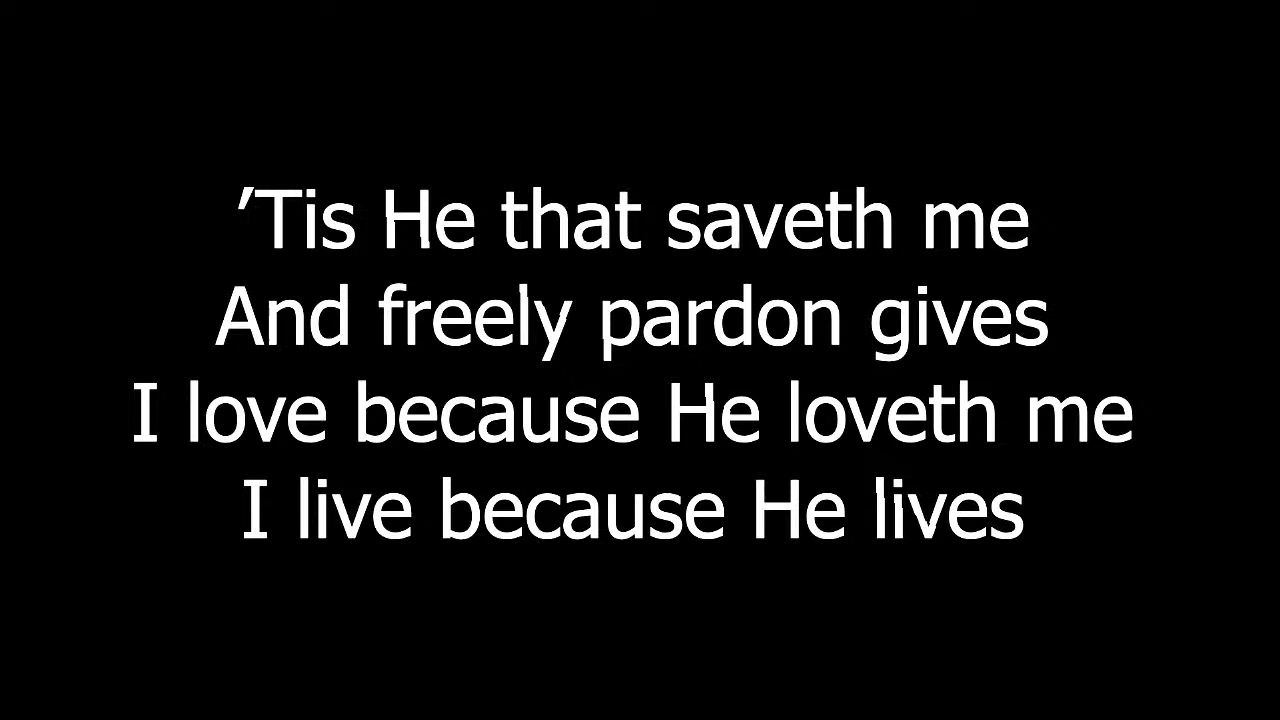 ’Tis He that saveth me
And freely pardon gives
I love because He loveth me
I live because He lives